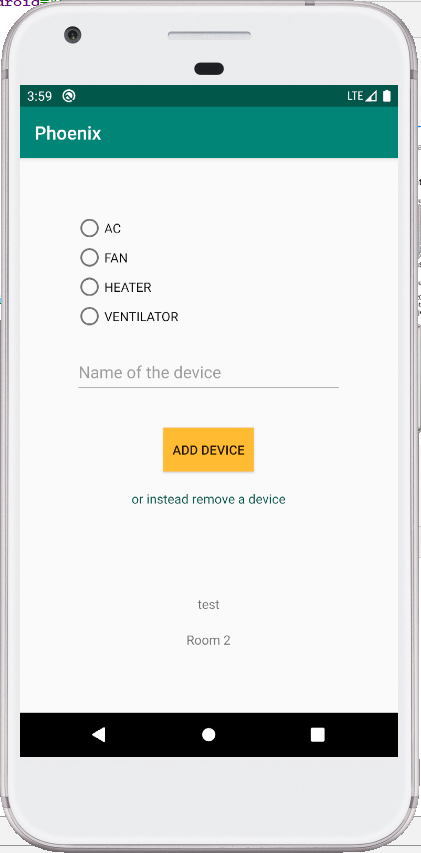 3:59 LTE
Phoenix
AC
FAN
HEATER
VENTILATOR
Name of the device
ADD DEVICE
or instead remove a device
test
Room 2